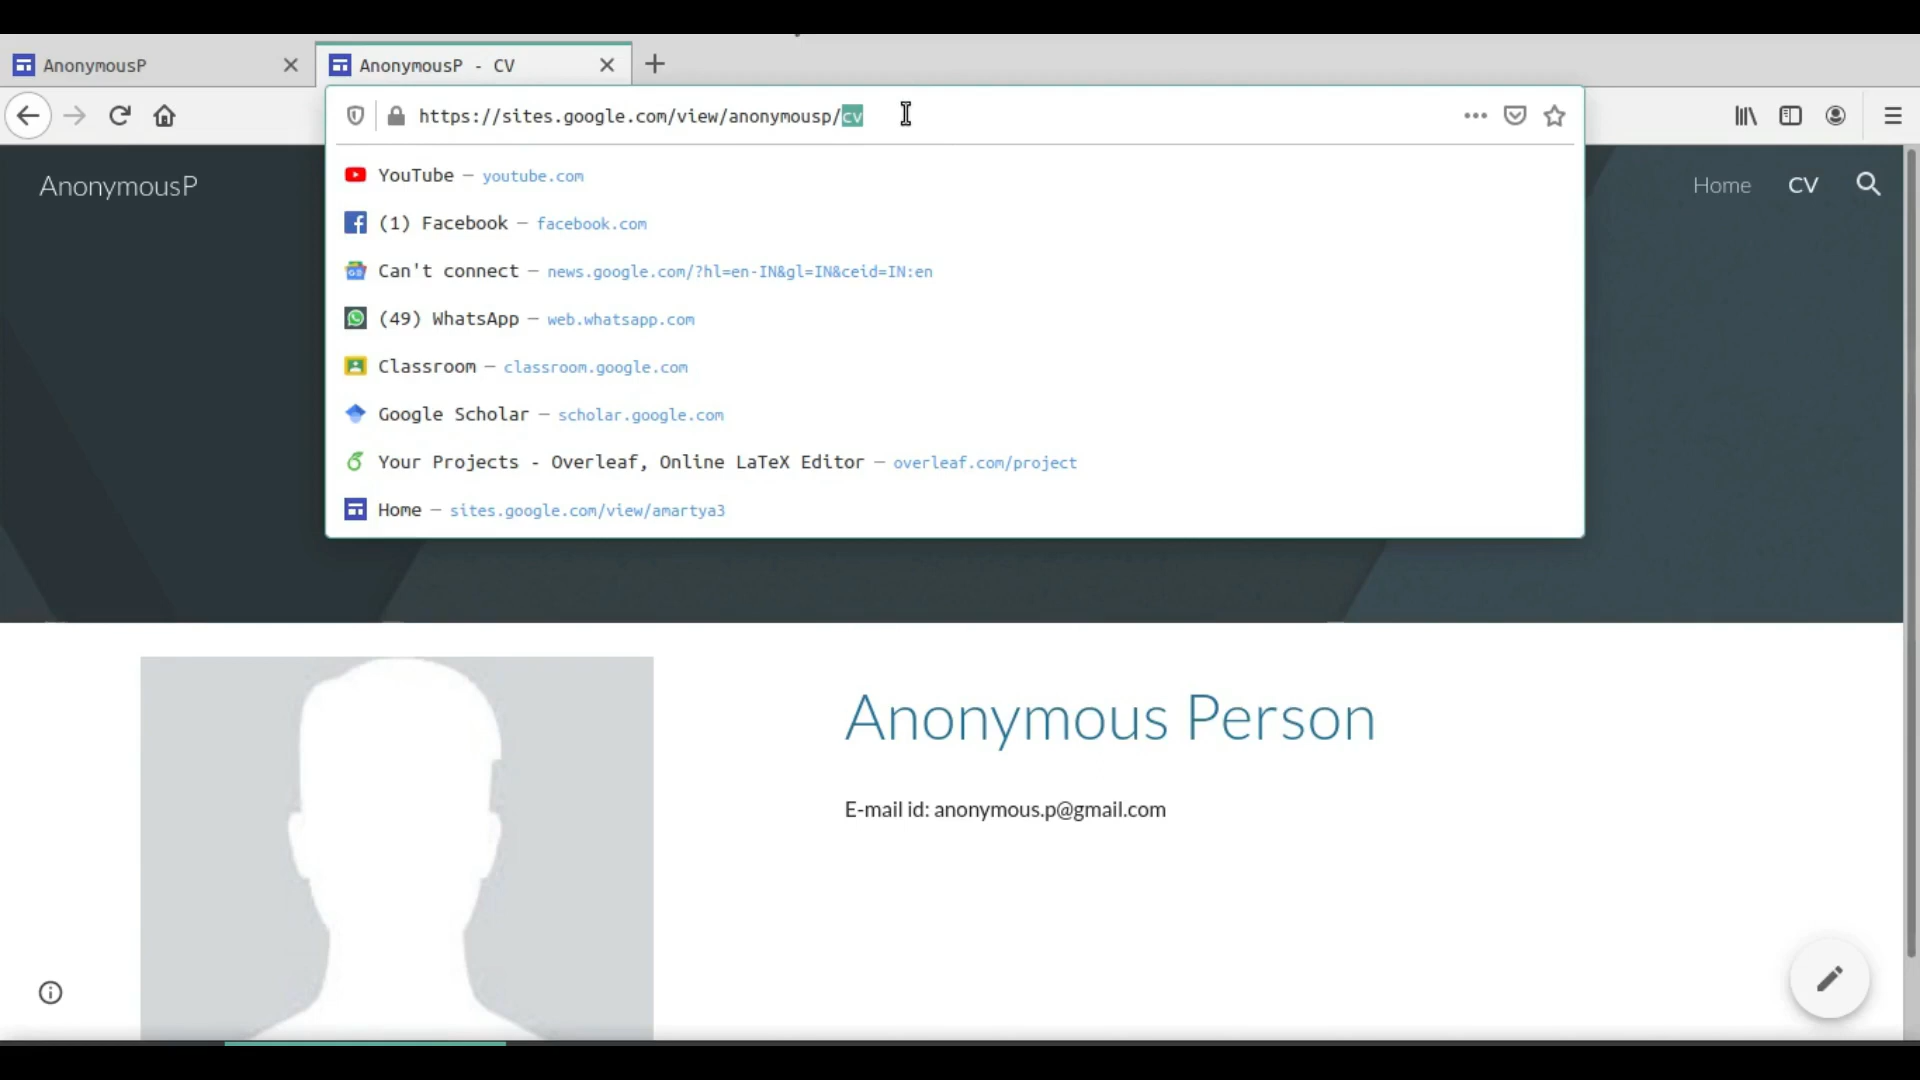 AnonymousP
AnonymousP - CV
https://sites.google.com/view/anonymousp/cv
YouTube — youtube.com
(1) Facebook — facebook.com
Can't connect — news.google.com/?hl=en-IN&gl=IN&ceid=IN:en
(49) WhatsApp — web.whatsapp.com
Classroom — classroom.google.com
Google Scholar — scholar.google.com
Your Projects - Overleaf, Online LaTeX Editor — overleaf.com/project
Home — sites.google.com/view/amartya3
AnonymousP
Home CV
Anonymous Person
E-mail id: anonymous.p@gmail.com